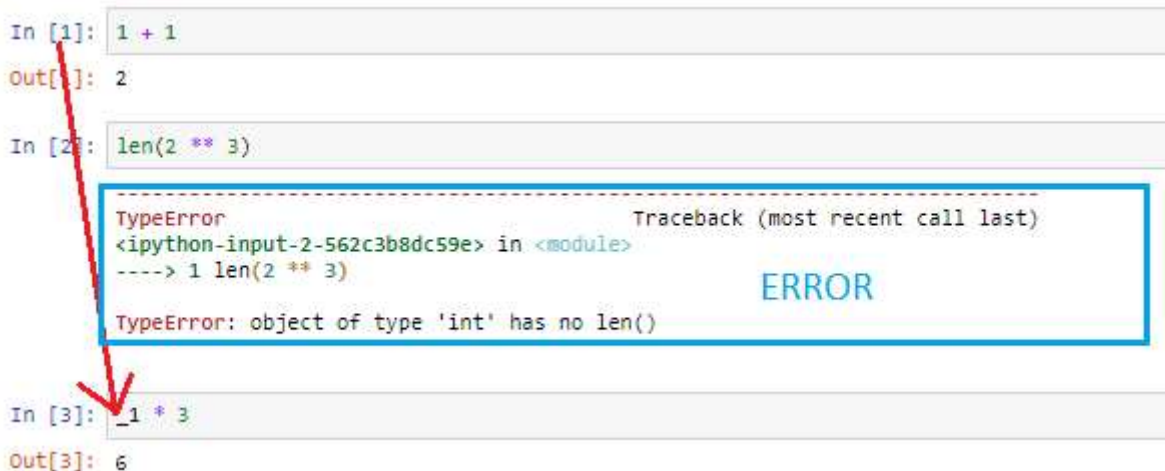 In [1]: 1 + 1
Out[1]: 2
In [2]: len(2 ** 3)
---------------------------------------------------------------------------
TypeError                                 Traceback (most recent call last)
<ipython-input-2-562c3b8dc59e> in <module>
----> 1 len(2 ** 3)
ERROR
TypeError: object of type 'int' has no len()
In [3]: _1 * 3
Out[3]: 6